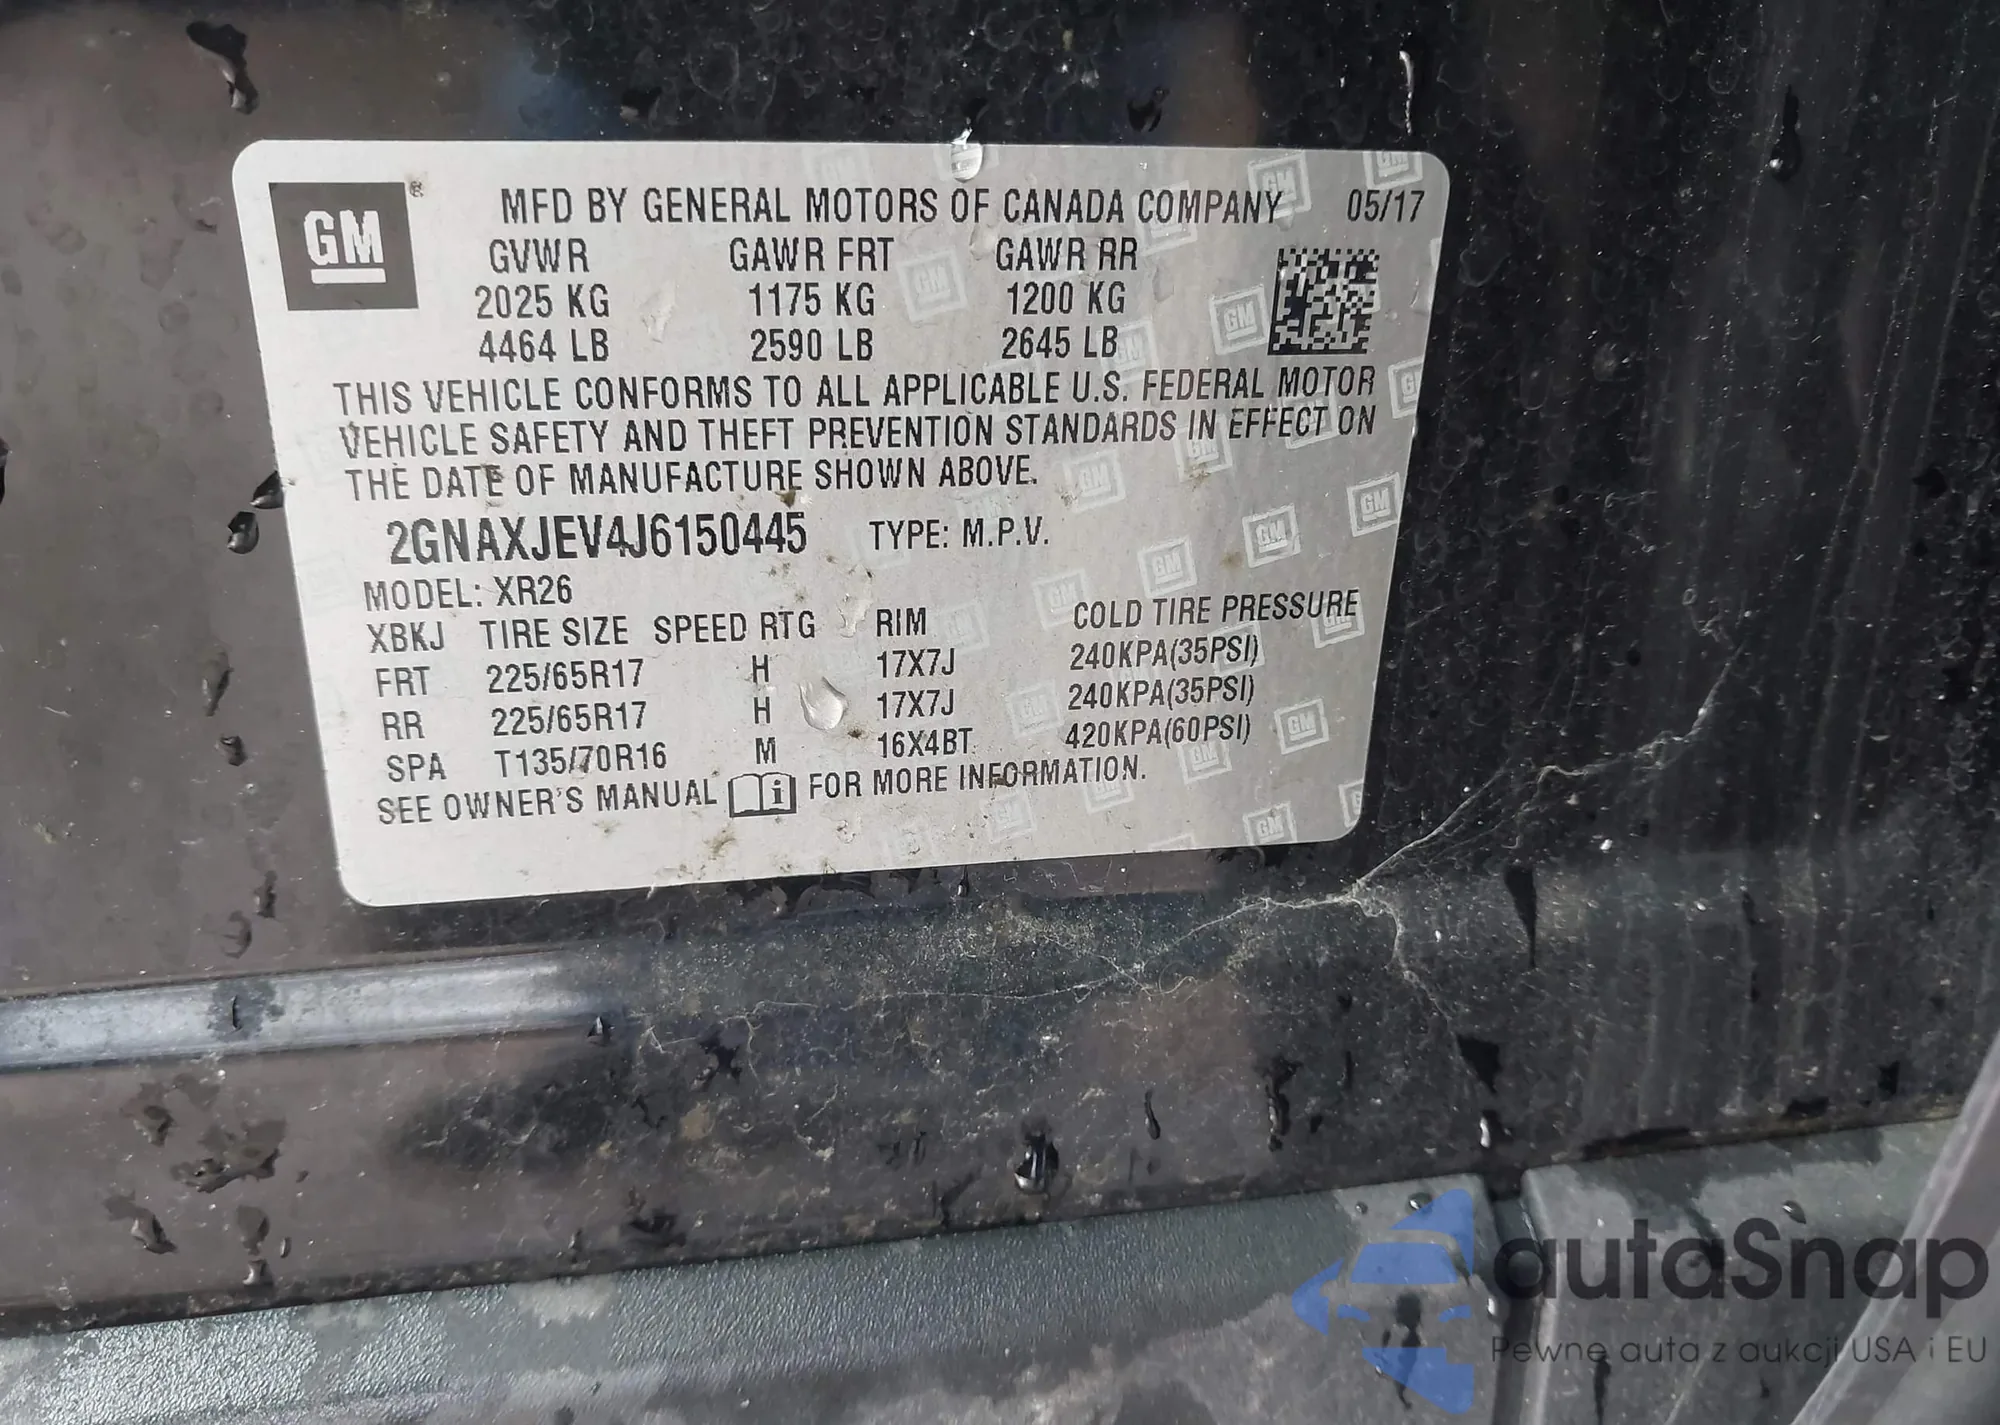 GM ® MFD BY GENERAL MOTORS OF CANADA COMPANY 05/17
GVWR GAWR FRT GAWR RR
2025 KG 1175 KG 1200 KG
4464 LB 2590 LB 2645 LB
THIS VEHICLE CONFORMS TO ALL APPLICABLE U.S. FEDERAL MOTOR
VEHICLE SAFETY AND THEFT PREVENTION STANDARDS IN EFFECT ON
THE DATE OF MANUFACTURE SHOWN ABOVE.
2GNAXJEV4J6150445 TYPE: M.P.V.
MODEL: XR26
XBKJ TIRE SIZE SPEED RTG RIM COLD TIRE PRESSURE
FRT 225/65R17 H 17X7J 240KPA(35PSI)
RR 225/65R17 H 17X7J 240KPA(35PSI)
SPA T135/70R16 M 16X4BT 420KPA(60PSI)
SEE OWNER'S MANUAL i FOR MORE INFORMATION.
autaSnap
Pewne auta z aukcji USA i EU